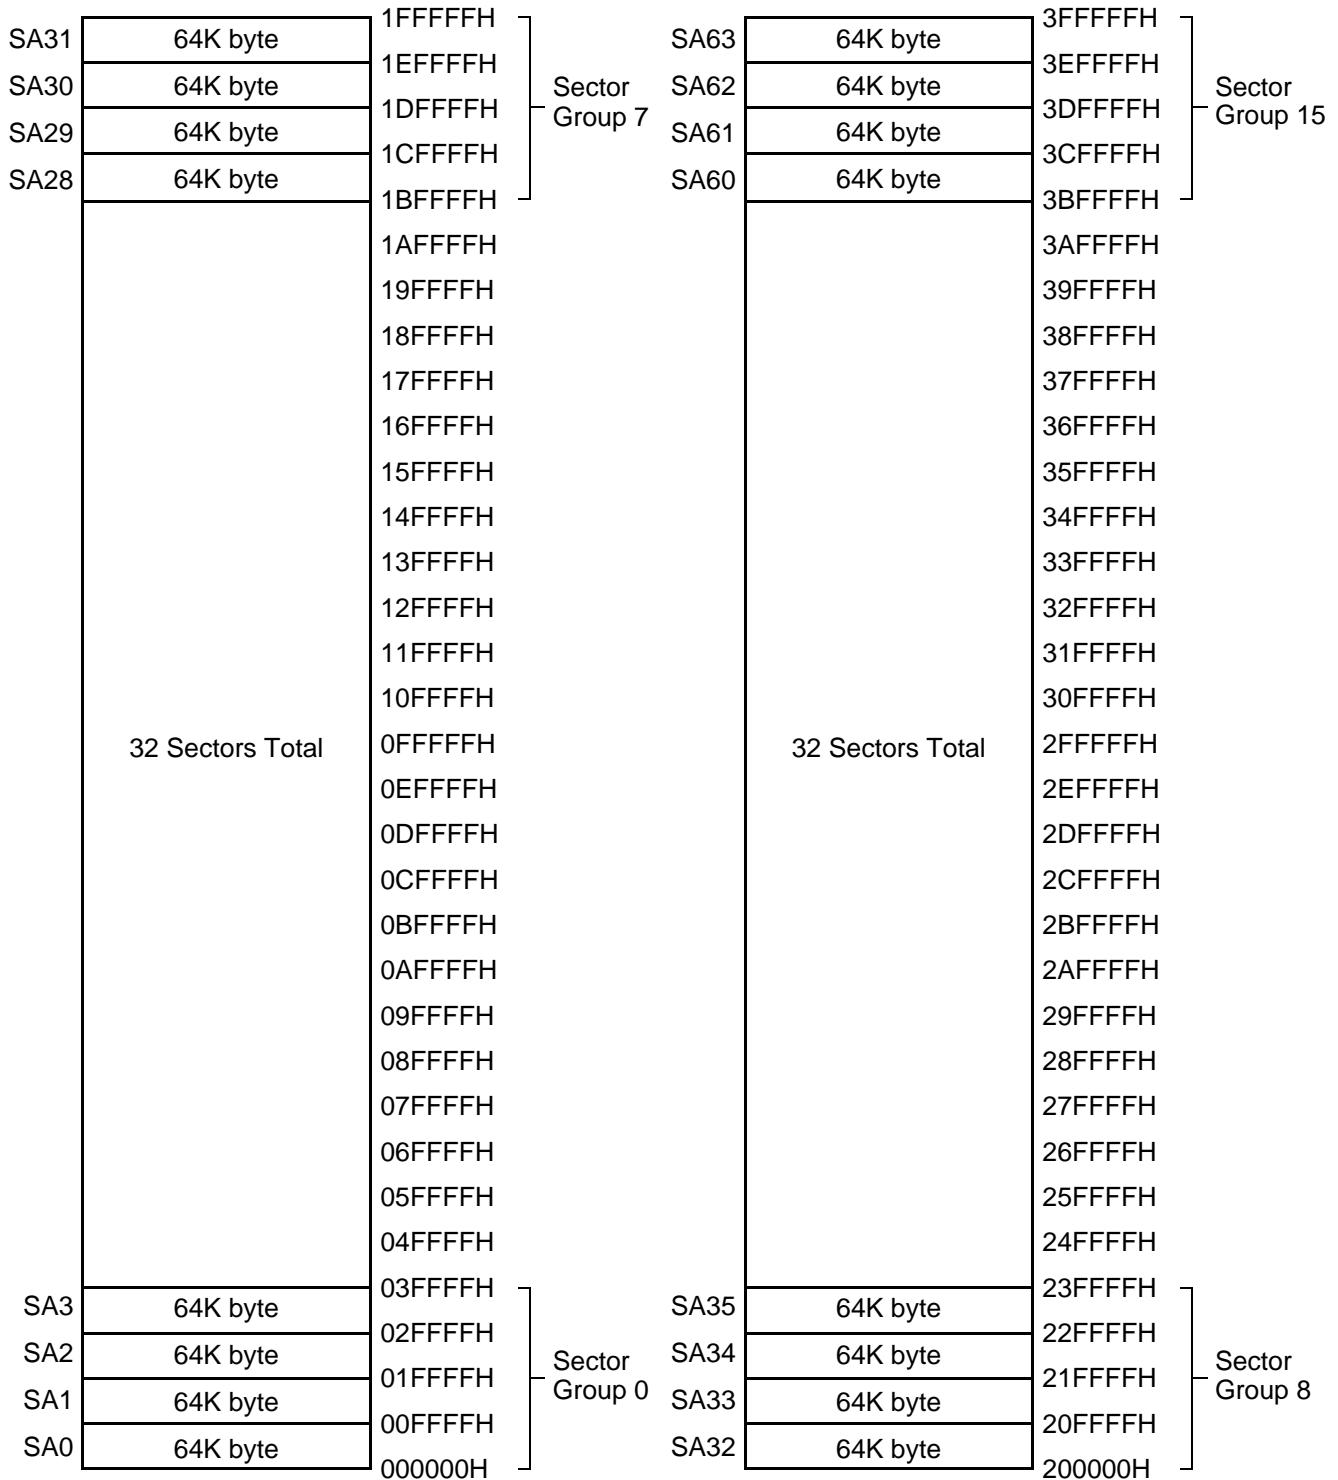 1FFFFFH
SA31 64K byte
1EFFFFH
SA30 64K byte
1DFFFFH
SA29 64K byte
1CFFFFH
SA28 64K byte
1BFFFFH
Sector
Group 7
1AFFFFH
19FFFFH
18FFFFH
17FFFFH
16FFFFH
15FFFFH
14FFFFH
13FFFFH
12FFFFH
11FFFFH
10FFFFH
32 Sectors Total
0FFFFFH
0EFFFFH
0DFFFFH
0CFFFFH
0BFFFFH
0AFFFFH
09FFFFH
08FFFFH
07FFFFH
06FFFFH
05FFFFH
04FFFFH
03FFFFH
SA3 64K byte
02FFFFH
SA2 64K byte
01FFFFH
SA1 64K byte
00FFFFH
SA0 64K byte
000000H
Sector
Group 0
3FFFFFH
SA63 64K byte
3EFFFFH
SA62 64K byte
3DFFFFH
SA61 64K byte
3CFFFFH
SA60 64K byte
3BFFFFH
Sector
Group 15
3AFFFFH
39FFFFH
38FFFFH
37FFFFH
36FFFFH
35FFFFH
34FFFFH
33FFFFH
32FFFFH
31FFFFH
30FFFFH
32 Sectors Total
2FFFFFH
2EFFFFH
2DFFFFH
2CFFFFH
2BFFFFH
2AFFFFH
29FFFFH
28FFFFH
27FFFFH
26FFFFH
25FFFFH
24FFFFH
23FFFFH
SA35 64K byte
22FFFFH
SA34 64K byte
21FFFFH
SA33 64K byte
20FFFFH
SA32 64K byte
200000H
Sector
Group 8